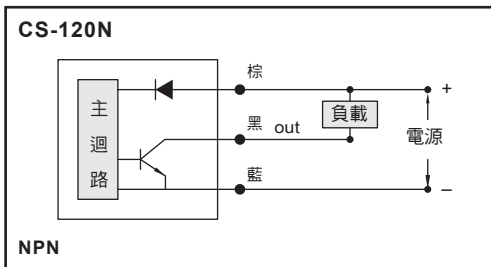 CS-120N
棕
+
主
迴
路
負載
黑 out
電源
藍
−
NPN